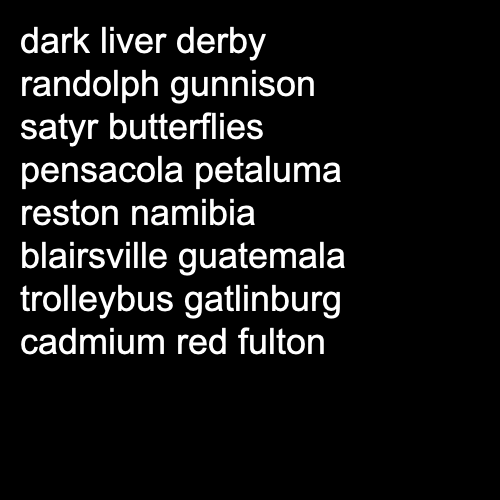 dark liver derby
randolph gunnison
satyr butterflies
pensacola petaluma
reston namibia
blairsville guatemala
trolleybus gatlinburg
cadmium red fulton